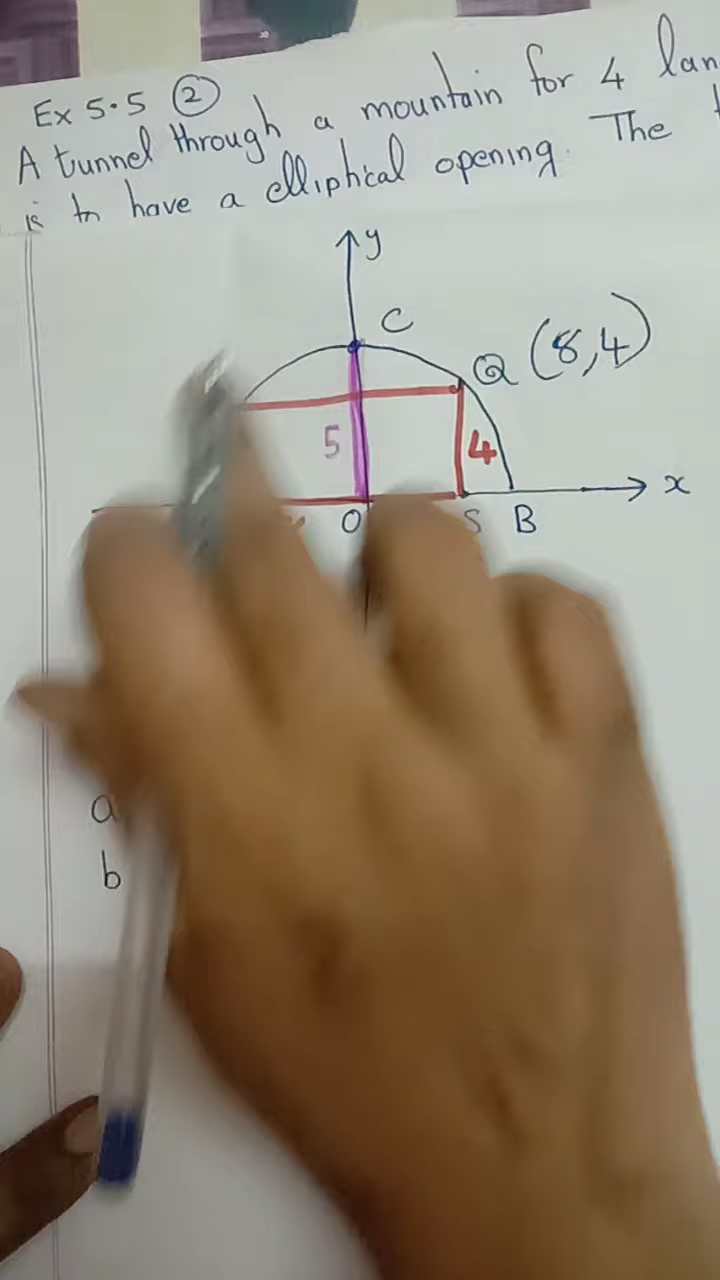 Ex 5.5 ②
A tunnel through a mountain for 4
is to have a elliptical opening. The
y
C
Q (8,4)
5
4
x
O
S
B
a
b